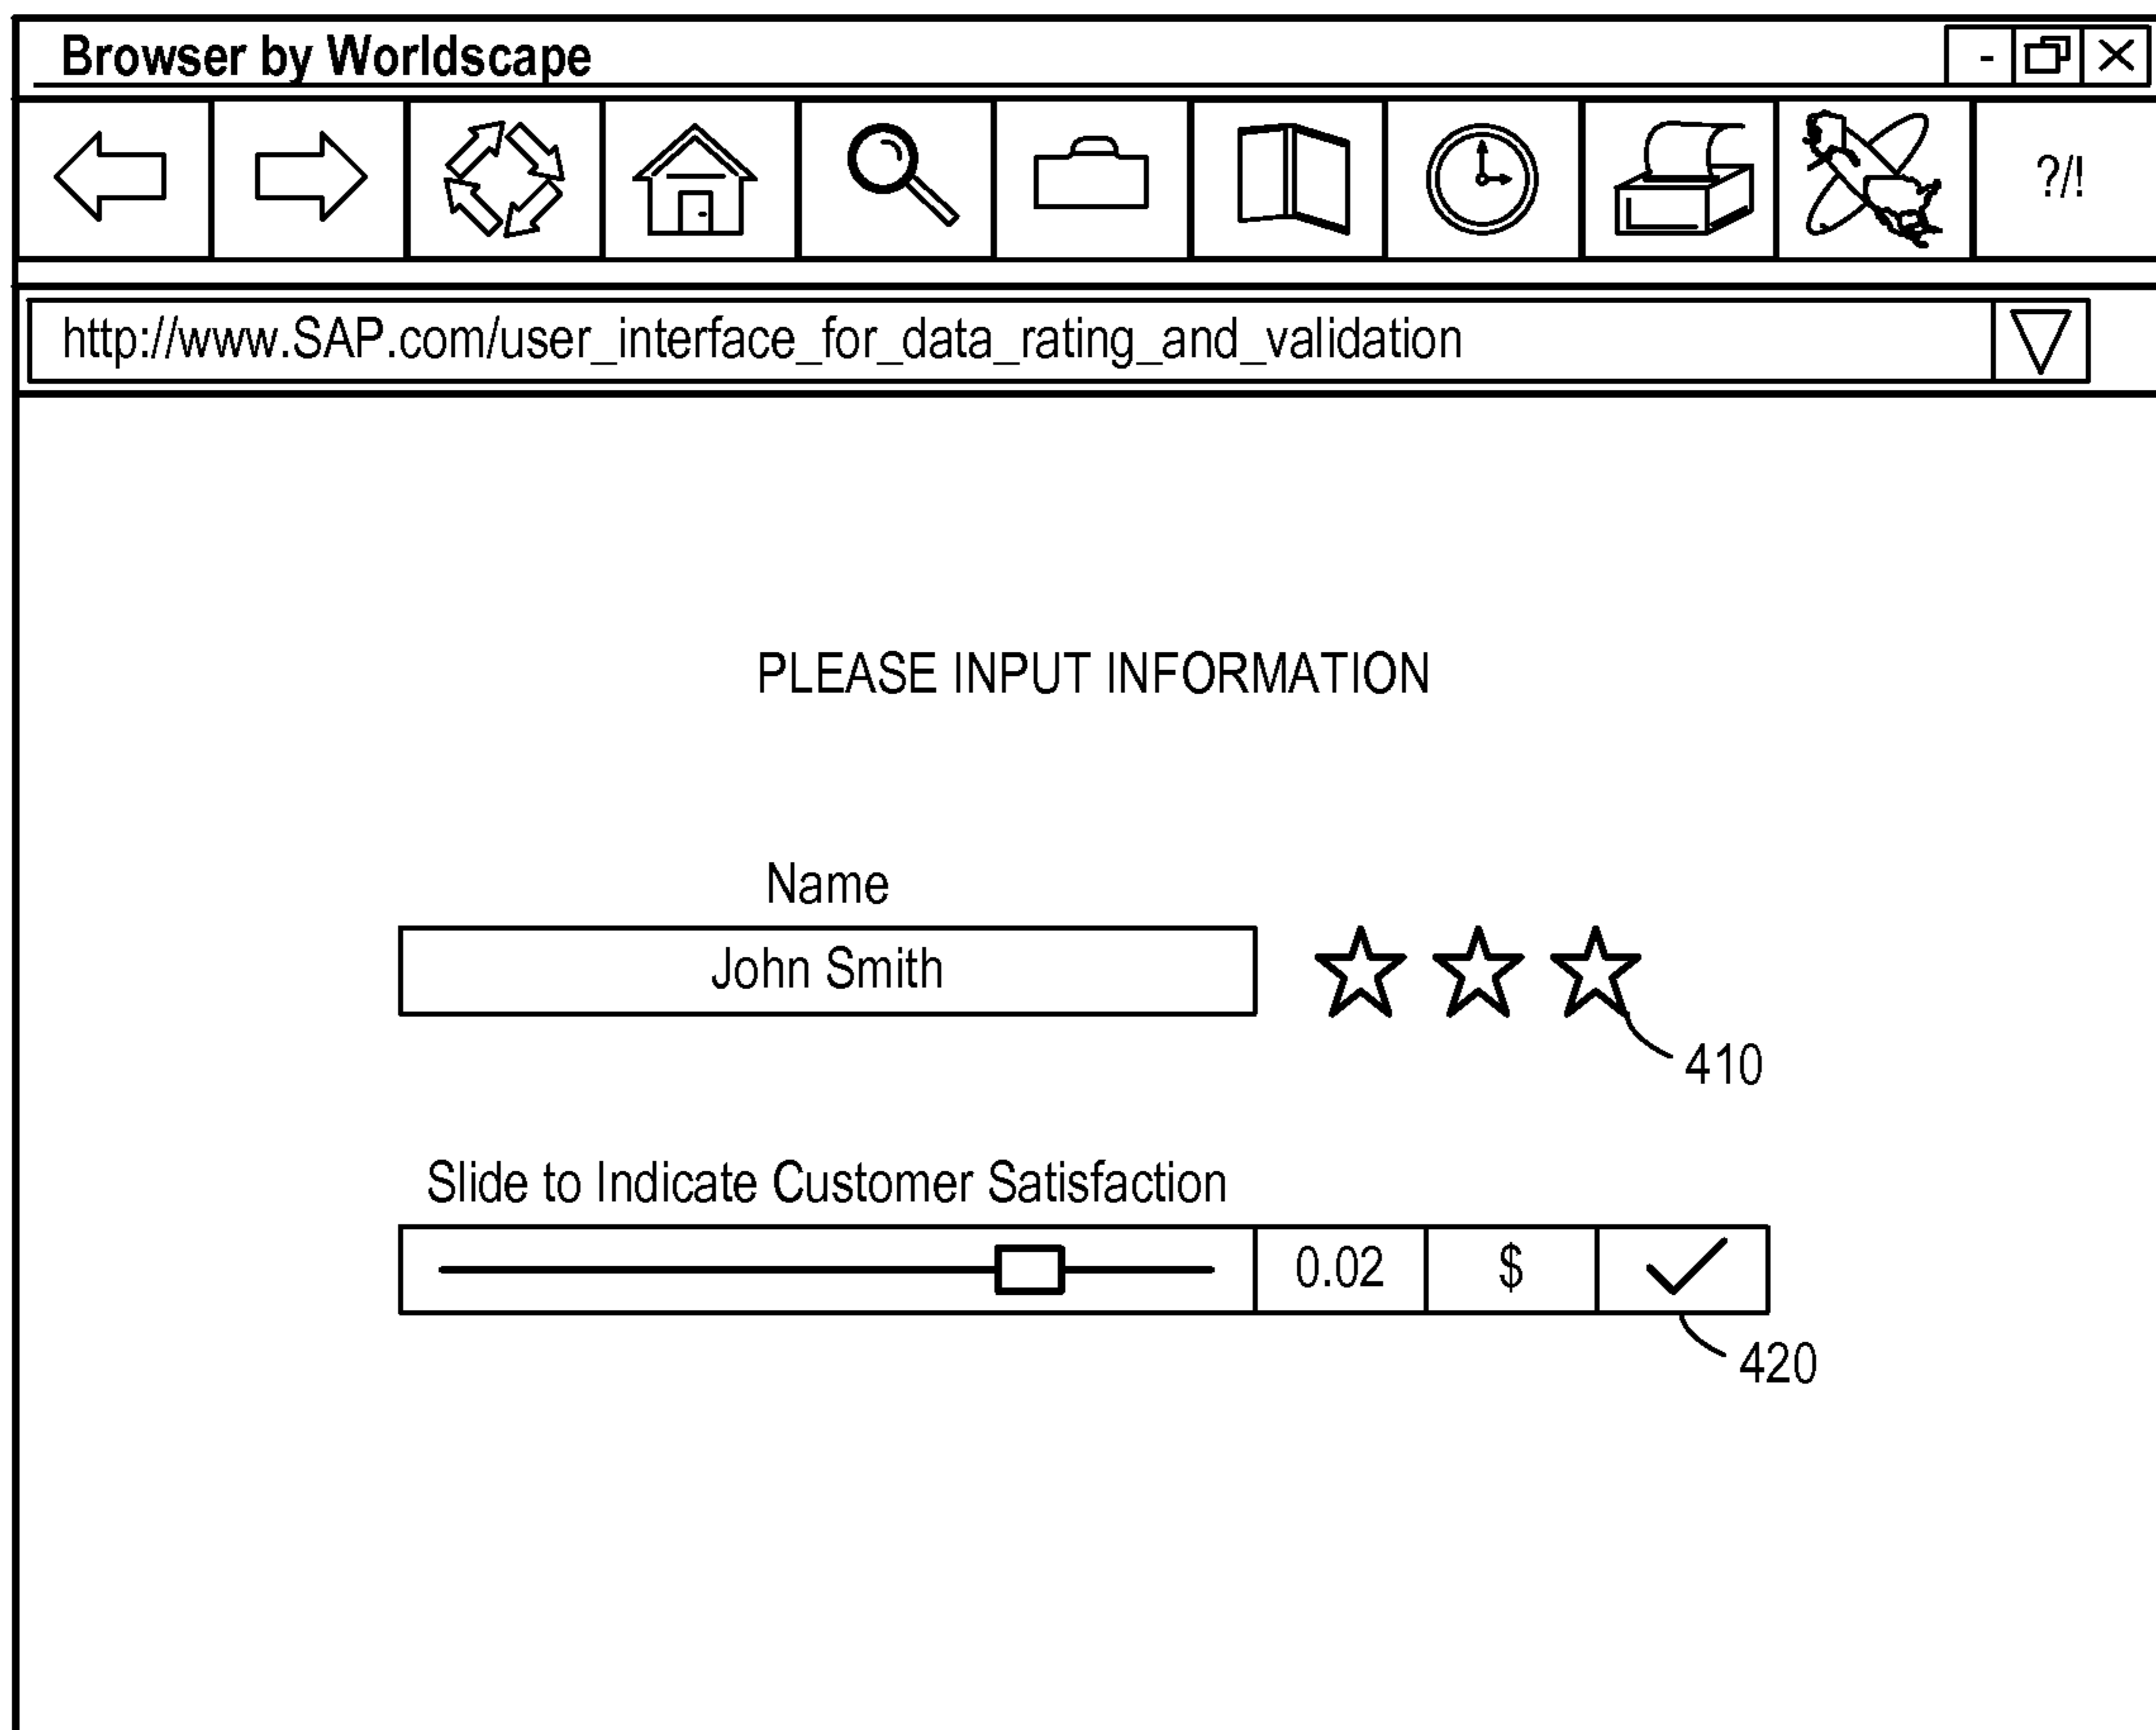 Browser by Worldscape
?/!
http://www.SAP.com/user_interface_for_data_rating_and_validation
PLEASE INPUT INFORMATION
Name
John Smith
410
Slide to Indicate Customer Satisfaction
0.02 $
420